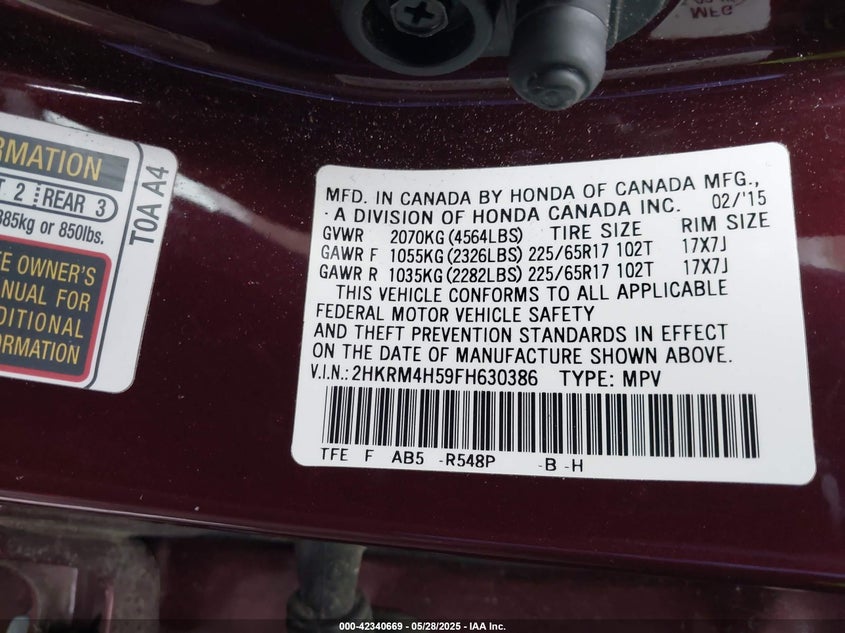 RMATION
T 2 REAR 3
385kg or 850lbs.
E OWNER'S
NUAL FOR
DITIONAL
ORMATION
T0A A4
MFG
MFD. IN CANADA BY HONDA OF CANADA MFG.,
A DIVISION OF HONDA CANADA INC. 02/'15
GVWR 2070KG (4564LBS) TIRE SIZE RIM SIZE
GAWR F 1055KG (2326LBS) 225/65R17 102T 17X7J
GAWR R 1035KG (2282LBS) 225/65R17 102T 17X7J
THIS VEHICLE CONFORMS TO ALL APPLICABLE
FEDERAL MOTOR VEHICLE SAFETY
AND THEFT PREVENTION STANDARDS IN EFFECT
ON THE DATE OF MANUFACTURE SHOWN ABOVE.
V.I.N.: 2HKRM4H59FH630386 TYPE: MPV
TFE F AB5 -R548P -B -H
000-42340669 - 05/28/2025 - IAA Inc.